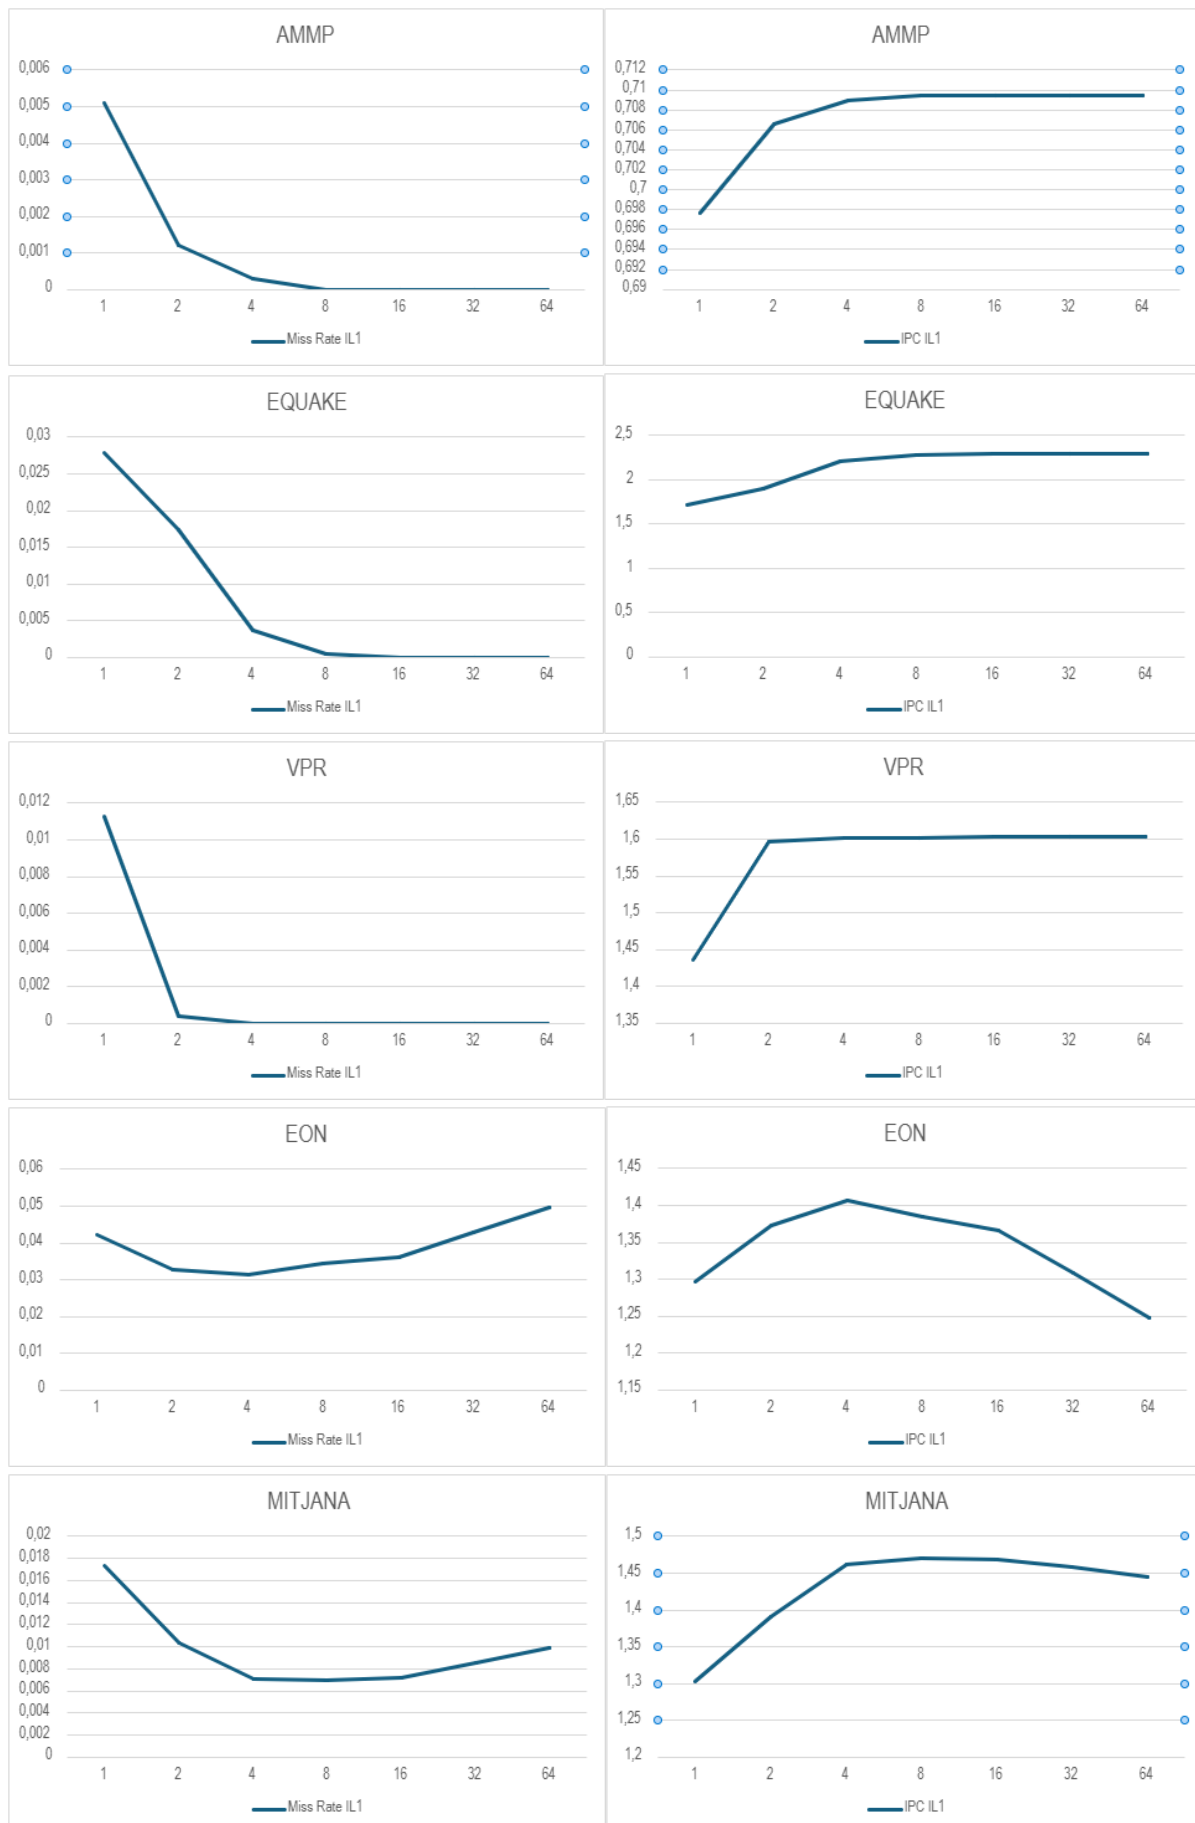 AMMP
0,006
0,005
0,004
0,003
0,002
0,001
0
1 2 4 8 16 32 64
Miss Rate IL1
AMMP
0,712
0,71
0,708
0,706
0,704
0,702
0,7
0,698
0,696
0,694
0,692
0,69
1 2 4 8 16 32 64
IPC IL1
EQUAKE
0,03
0,025
0,02
0,015
0,01
0,005
0
1 2 4 8 16 32 64
Miss Rate IL1
EQUAKE
2,5
2
1,5
1
0,5
0
1 2 4 8 16 32 64
IPC IL1
VPR
0,012
0,01
0,008
0,006
0,004
0,002
0
1 2 4 8 16 32 64
Miss Rate IL1
VPR
1,65
1,6
1,55
1,5
1,45
1,4
1,35
1 2 4 8 16 32 64
IPC IL1
EON
0,06
0,05
0,04
0,03
0,02
0,01
0
1 2 4 8 16 32 64
Miss Rate IL1
EON
1,45
1,4
1,35
1,3
1,25
1,2
1,15
1 2 4 8 16 32 64
IPC IL1
MITJANA
0,02
0,018
0,016
0,014
0,012
0,01
0,008
0,006
0,004
0,002
0
1 2 4 8 16 32 64
Miss Rate IL1
MITJANA
1,5
1,45
1,4
1,35
1,3
1,25
1,2
1 2 4 8 16 32 64
IPC IL1